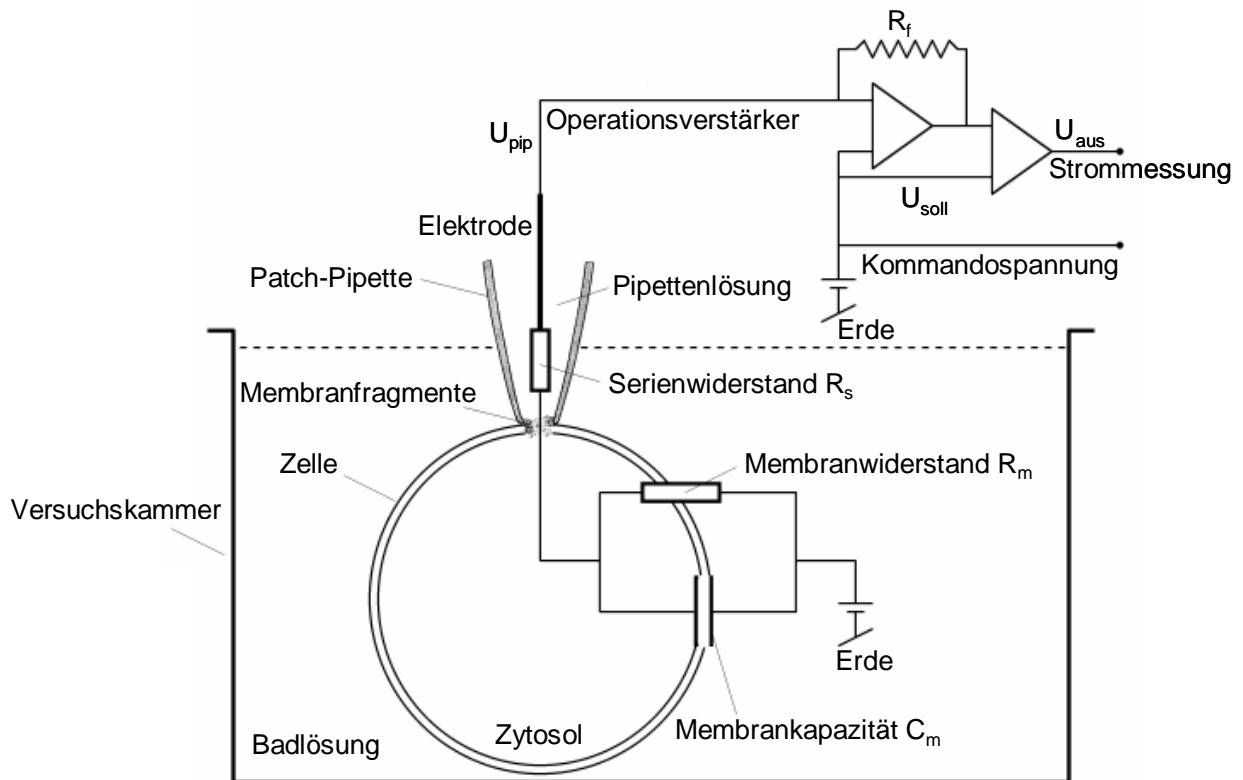 R_f
Operationsverstärker
U_pip
U_aus
Strommessung
U_soll
Elektrode
Kommandospannung
Patch-Pipette
Pipettenlösung
Erde
Membranfragmente
Serienwiderstand R_s
Zelle
Membranwiderstand R_m
Versuchskammer
Erde
Zytosol
Membrankapazität C_m
Badlösung